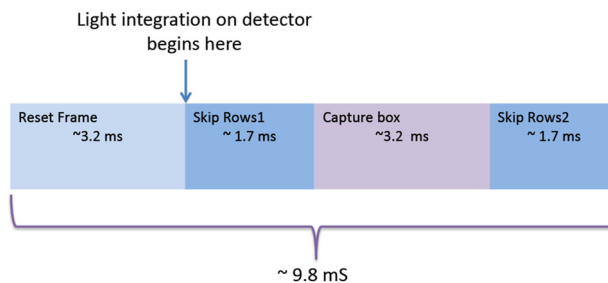 Light integration on detector
begins here
Reset Frame
~3.2 ms
Skip Rows1
~ 1.7 ms
Capture box
~3.2 ms
Skip Rows2
~ 1.7 ms
~ 9.8 mS